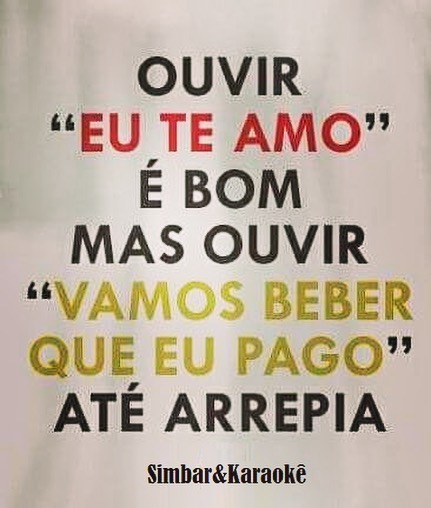 OUVIR
“EU TE AMO”
É BOM
MAS OUVIR
“VAMOS BEBER
QUE EU PAGO”
ATÉ ARREPIA
Simbar&Karaokê